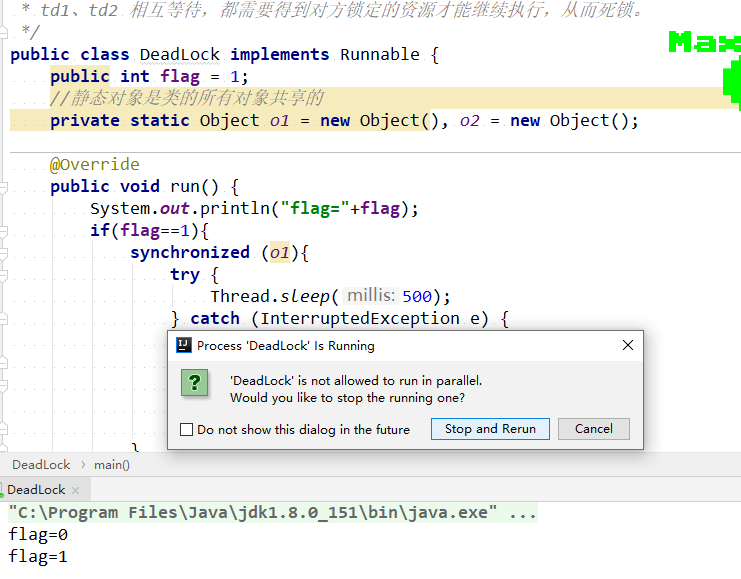 * td1、td2 相互等待，都需要得到对方锁定的资源才能继续执行，从而死锁。
*/
Max
public class DeadLock implements Runnable {
public int flag = 1;
//静态对象是类的所有对象共享的
private static Object o1 = new Object(), o2 = new Object();
@Override
public void run() {
System.out.println("flag="+flag);
if(flag==1){
synchronized (o1){
try {
Thread.sleep( millis: 500);
} catch (InterruptedException e) {
Process 'DeadLock' Is Running
'DeadLock' is not allowed to run in parallel.
Would you like to stop the running one?
Do not show this dialog in the future Stop and Rerun Cancel
}
DeadLock › main()
DeadLock ×
"C:\Program Files\Java\jdk1.8.0_151\bin\java.exe" ...
flag=0
flag=1